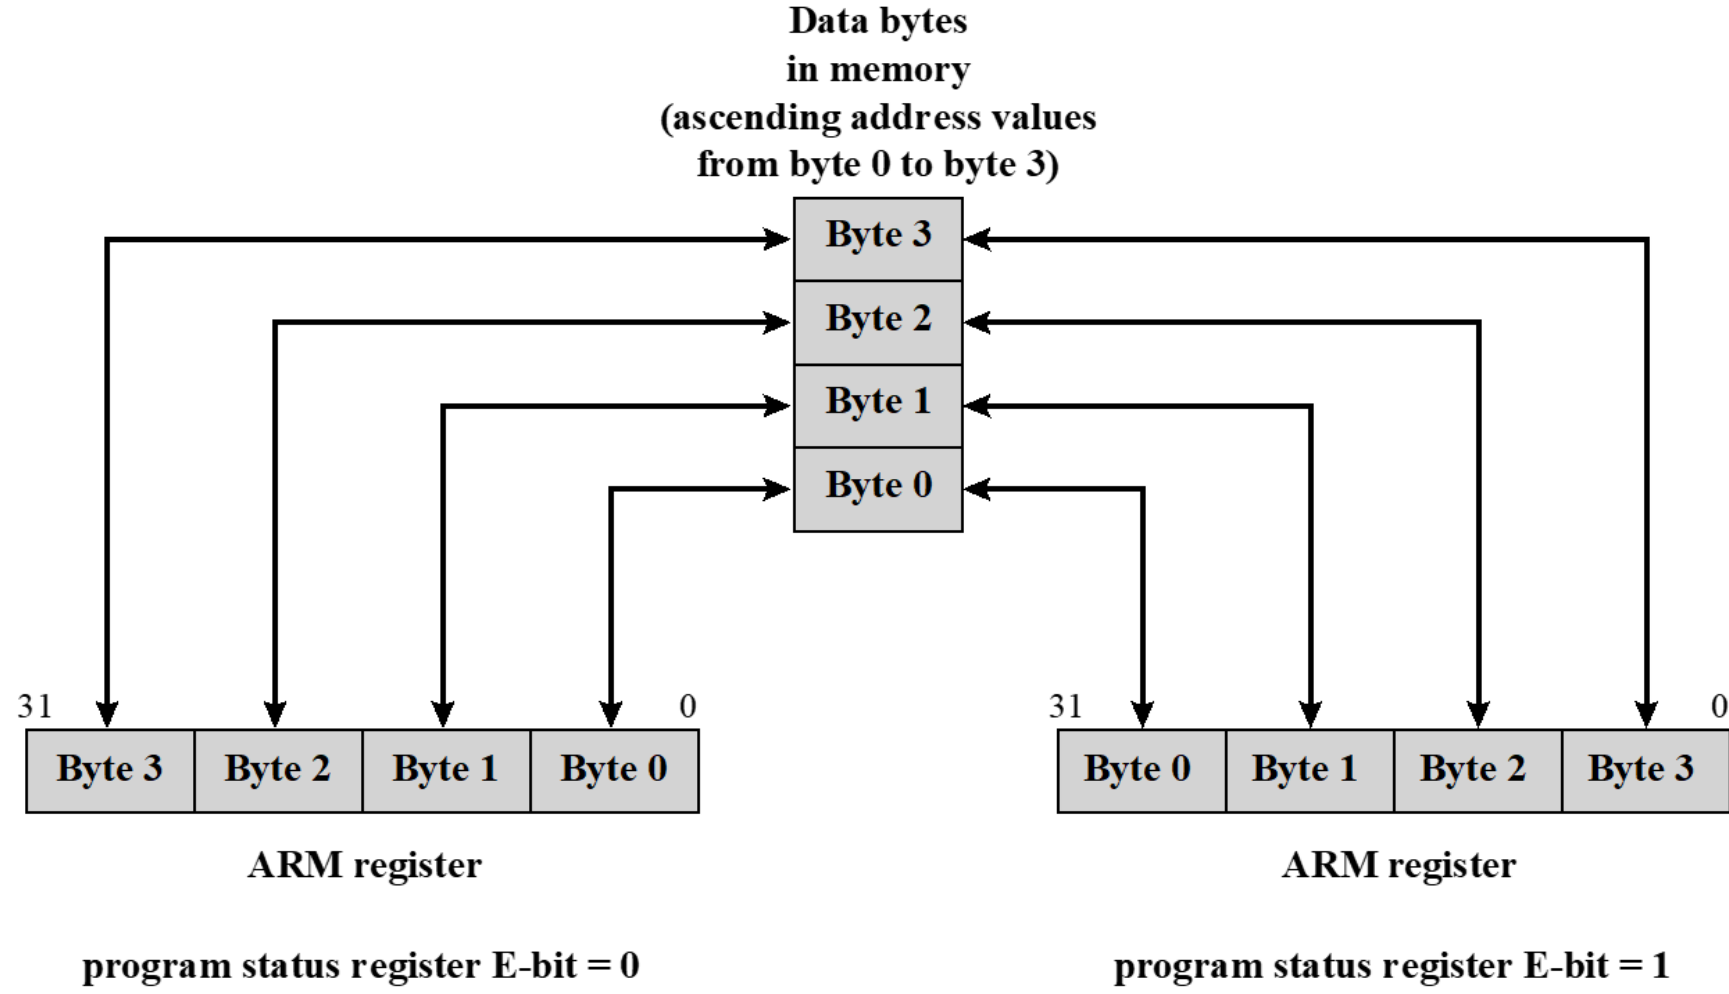 Data bytes
in memory
(ascending address values
from byte 0 to byte 3)
Byte 3
Byte 2
Byte 1
Byte 0
31 0
Byte 3 Byte 2 Byte 1 Byte 0
ARM register
program status register E-bit = 0
31 0
Byte 0 Byte 1 Byte 2 Byte 3
ARM register
program status register E-bit = 1